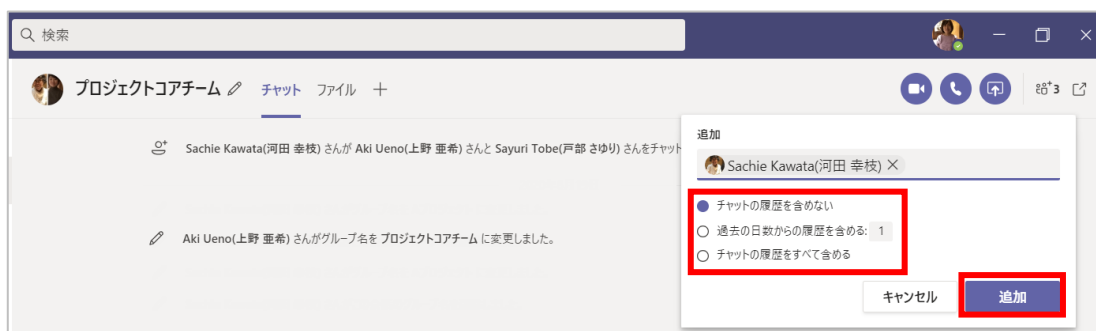 検索
プロジェクトコアチーム チャット ファイル
3
Sachie Kawata(河田 幸枝) さんが Aki Ueno(上野 亜希) さんと Sayuri Tobe(戸部 さゆり) さんをチャット
Aki Ueno(上野 亜希) さんがグループ名を プロジェクトコアチーム に変更しました。
追加
Sachie Kawata(河田 幸枝)
チャットの履歴を含めない
過去の日数からの履歴を含める: 1
チャットの履歴をすべて含める
キャンセル 追加